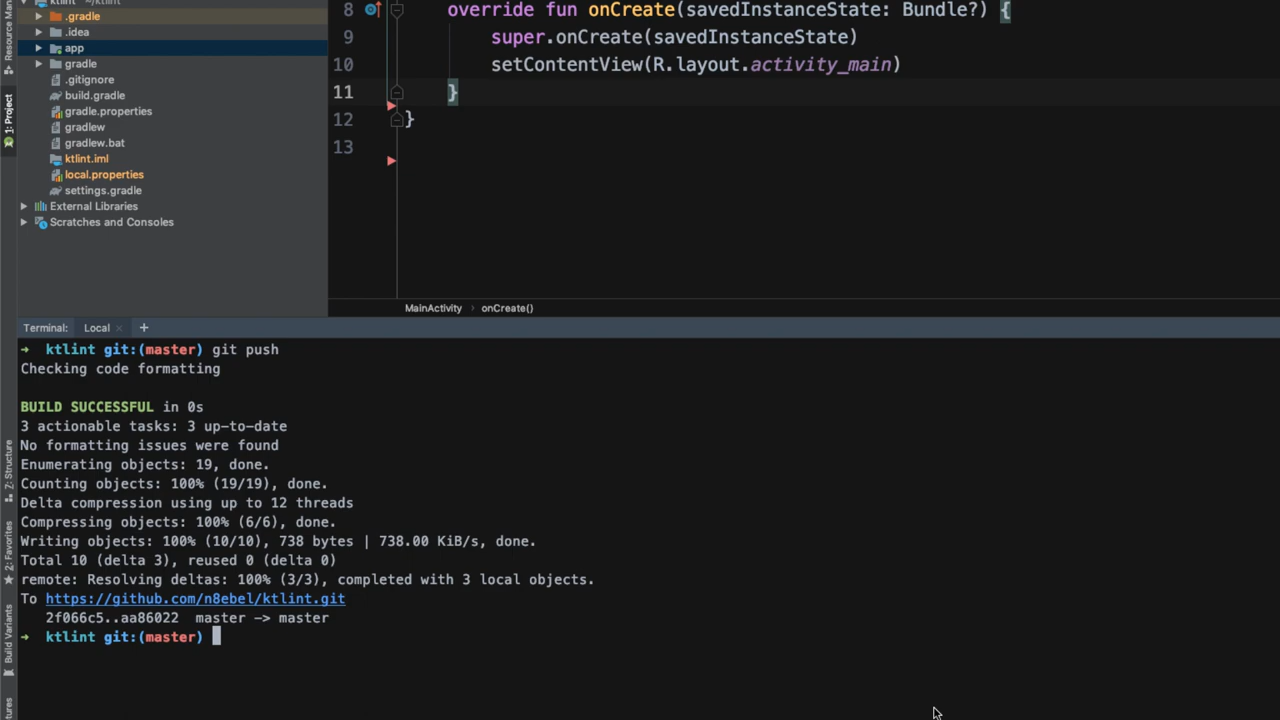 ktlint ~/ktlint
.gradle
.idea
app
gradle
.gitignore
build.gradle
gradle.properties
gradlew
gradlew.bat
ktlint.iml
local.properties
settings.gradle
External Libraries
Scratches and Consoles
Resource Man
1: Project
Z: Structure
2: Favorites
Build Variants
tures
8 override fun onCreate(savedInstanceState: Bundle?) {
9 super.onCreate(savedInstanceState)
10 setContentView(R.layout.activity_main)
11 }
12 }
13
MainActivity › onCreate()
Terminal: Local × +
→ ktlint git:(master) git push
Checking code formatting
BUILD SUCCESSFUL in 0s
3 actionable tasks: 3 up-to-date
No formatting issues were found
Enumerating objects: 19, done.
Counting objects: 100% (19/19), done.
Delta compression using up to 12 threads
Compressing objects: 100% (6/6), done.
Writing objects: 100% (10/10), 738 bytes | 738.00 KiB/s, done.
Total 10 (delta 3), reused 0 (delta 0)
remote: Resolving deltas: 100% (3/3), completed with 3 local objects.
To https://github.com/n8ebel/ktlint.git
2f066c5..aa86022 master -> master
→ ktlint git:(master)